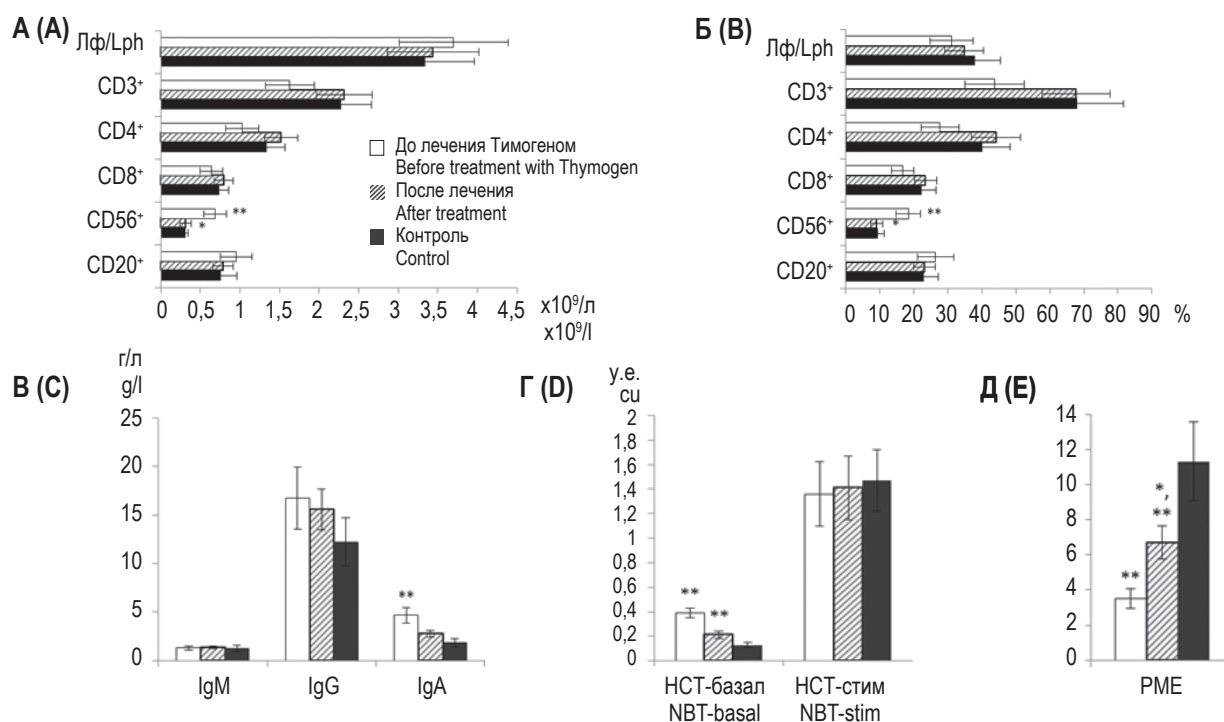 А (А)
Лф/Lph
CD3⁺
CD4⁺
CD8⁺
CD56⁺
CD20⁺
**
*
До лечения Тимогеном
Before treatment with Thymogen
После лечения
After treatment
Контроль
Control
0 0,5 1 1,5 2 2,5 3 3,5 4 4,5
x10⁹/л
x10⁹/l
Б (B)
Лф/Lph
CD3⁺
CD4⁺
CD8⁺
CD56⁺
CD20⁺
**
*
0 10 20 30 40 50 60 70 80 90 %
В (C)
г/л
g/l
25
20
15
10
5
0
**
IgM IgG IgA
Г (D)
у.е.
cu
2
1,8
1,6
1,4
1,2
1
0,8
0,6
0,4
0,2
0
** **
НСТ-базал НСТ-стим
NBT-basal NBT-stim
Д (E)
14
12
10
8
6
4
2
0
*,
**
**
PME